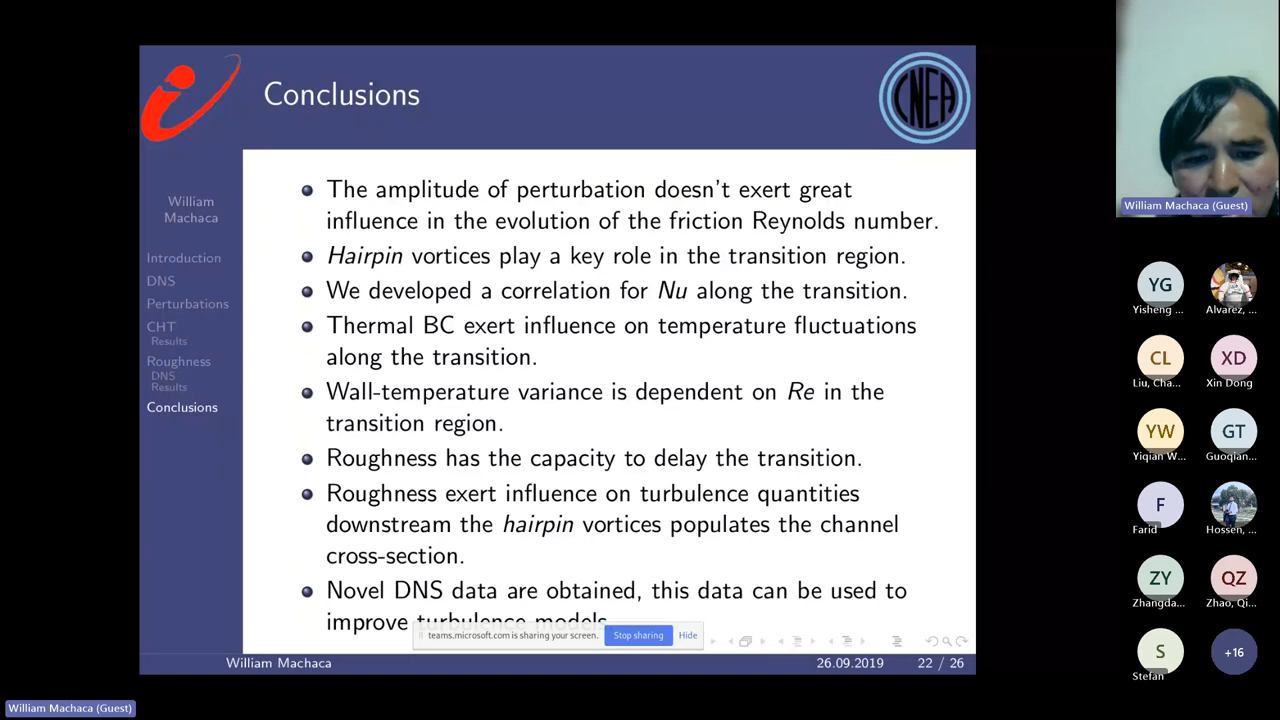 Conclusions
CNEA
William
Machaca
Introduction
DNS
Perturbations
CHT
Results
Roughness
DNS
Results
Conclusions
The amplitude of perturbation doesn't exert great
influence in the evolution of the friction Reynolds number.
Hairpin vortices play a key role in the transition region.
We developed a correlation for Nu along the transition.
Thermal BC exert influence on temperature fluctuations
along the transition.
Wall-temperature variance is dependent on Re in the
transition region.
Roughness has the capacity to delay the transition.
Roughness exert influence on turbulence quantities
downstream the hairpin vortices populates the channel
cross-section.
Novel DNS data are obtained, this data can be used to
improve turbulence models.
teams.microsoft.com is sharing your screen. Stop sharing Hide
William Machaca 26.09.2019 22 / 26
William Machaca (Guest)
William Machaca (Guest)
YG
Yisheng ... Alvarez, ...
CL XD
Liu, Cha... Xin Dong
YW GT
Yiqian W... Guoqian...
F
Farid Hossen, ...
ZY QZ
Zhangda... Zhao, Qi...
S +16
Stefan